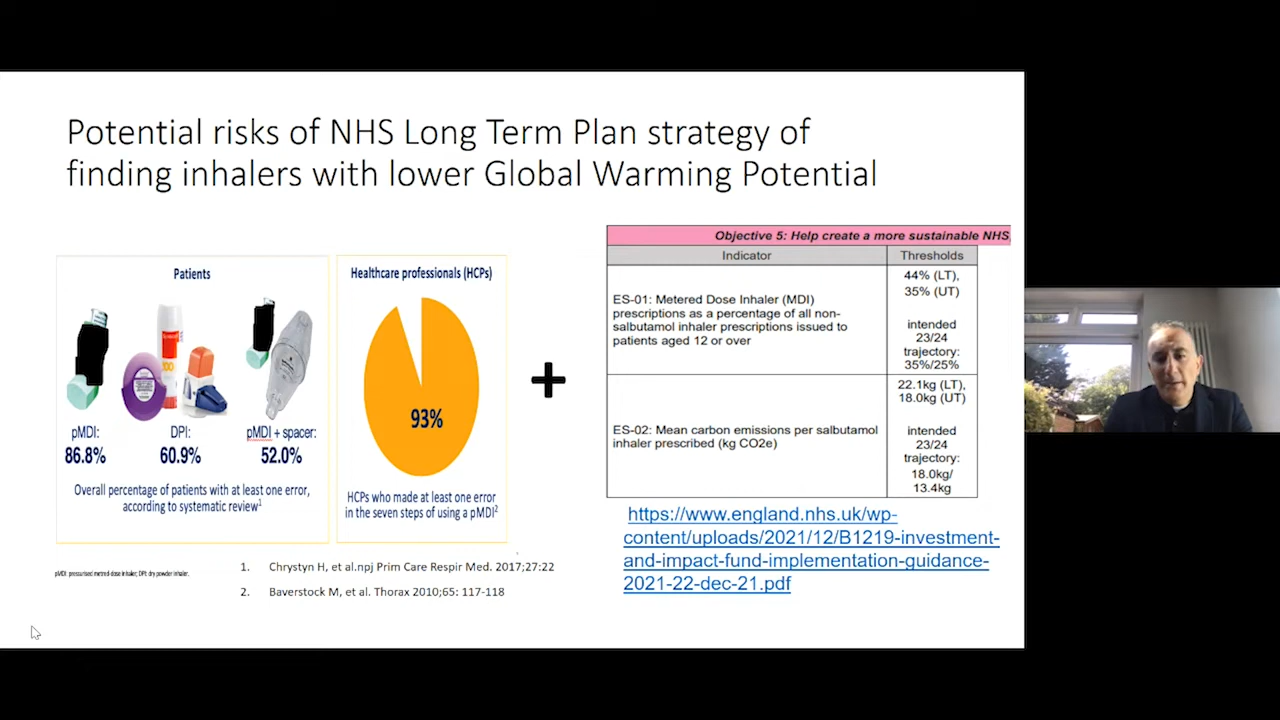 Potential risks of NHS Long Term Plan strategy of
finding inhalers with lower Global Warming Potential
Patients
pMDI:
86.8%
DPI:
60.9%
pMDI + spacer:
52.0%
Overall percentage of patients with at least one error,
according to systematic review1
Healthcare professionals (HCPs)
93%
HCPs who made at least one error
in the seven steps of using a pMDI2
+
Objective 5: Help create a more sustainable NHS
Indicator
Thresholds
ES-01: Metered Dose Inhaler (MDI)
prescriptions as a percentage of all non-
salbutamol inhaler prescriptions issued to
patients aged 12 or over
44% (LT),
35% (UT)
intended
23/24
trajectory:
35%/25%
ES-02: Mean carbon emissions per salbutamol
inhaler prescribed (kg CO2e)
22.1kg (LT),
18.0kg (UT)
intended
23/24
trajectory:
18.0kg/
13.4kg
https://www.england.nhs.uk/wp-
content/uploads/2021/12/B1219-investment-
and-impact-fund-implementation-guidance-
2021-22-dec-21.pdf
pMDI: pressurised metred-dose inhaler; DPI: dry powder inhaler.
1. Chrystyn H, et al.npj Prim Care Respir Med. 2017;27:22
2. Baverstock M, et al. Thorax 2010;65: 117-118